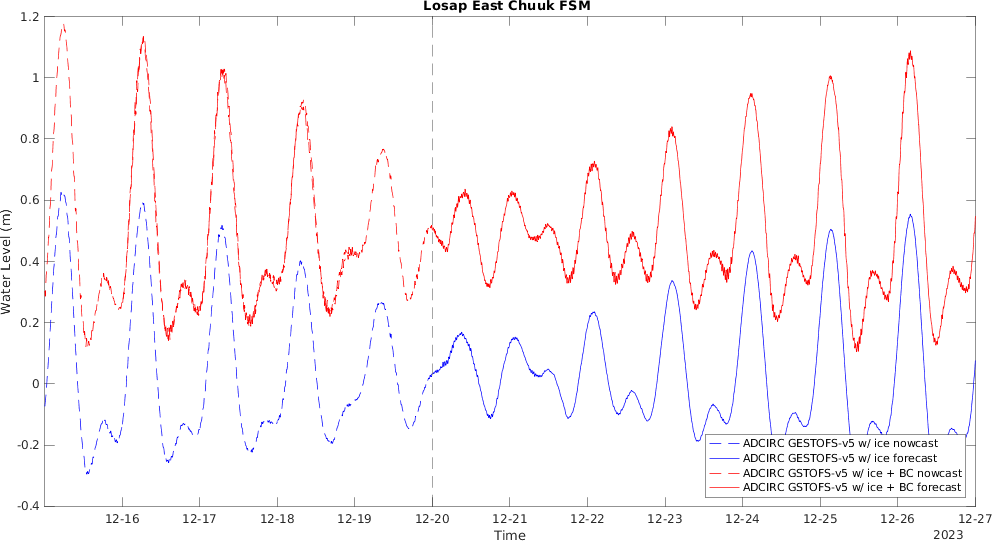 Losap East Chuuk FSM
1.2
1
0.8
0.6
0.4
0.2
0
-0.2
-0.4
Water Level (m)
12-16 12-17 12-18 12-19 12-20 12-21 12-22 12-23 12-24 12-25 12-26 12-27
Time
2023
ADCIRC GESTOFS-v5 w/ ice nowcast
ADCIRC GESTOFS-v5 w/ ice forecast
ADCIRC GSTOFS-v5 w/ ice + BC nowcast
ADCIRC GSTOFS-v5 w/ ice + BC forecast